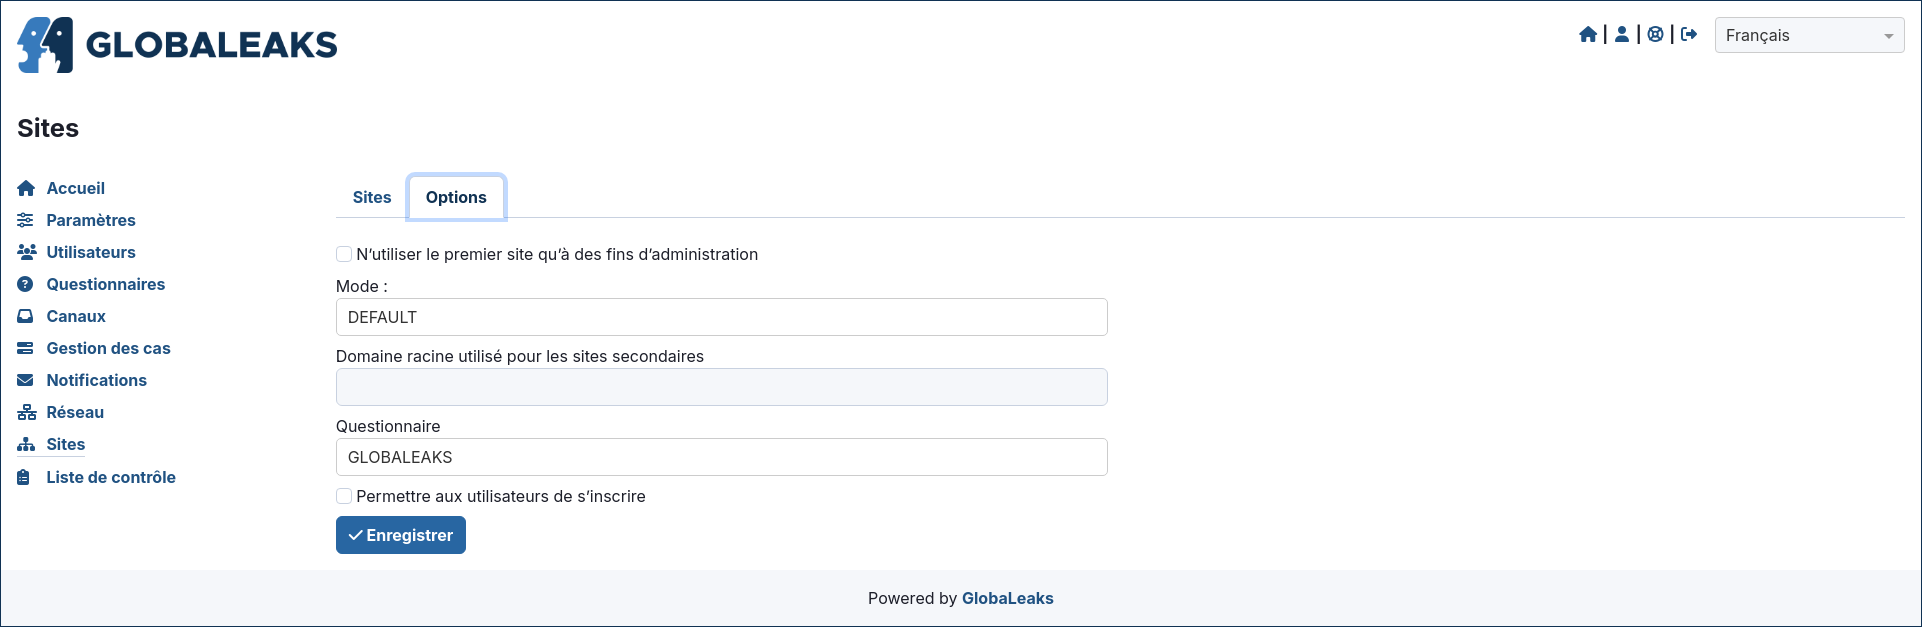 GLOBALEAKS
| | |
Français
Sites
Accueil
Paramètres
Utilisateurs
Questionnaires
Canaux
Gestion des cas
Notifications
Réseau
Sites
Liste de contrôle
Sites Options
N’utiliser le premier site qu’à des fins d’administration
Mode :
DEFAULT
Domaine racine utilisé pour les sites secondaires
Questionnaire
GLOBALEAKS
Permettre aux utilisateurs de s’inscrire
Enregistrer
Powered by GlobaLeaks